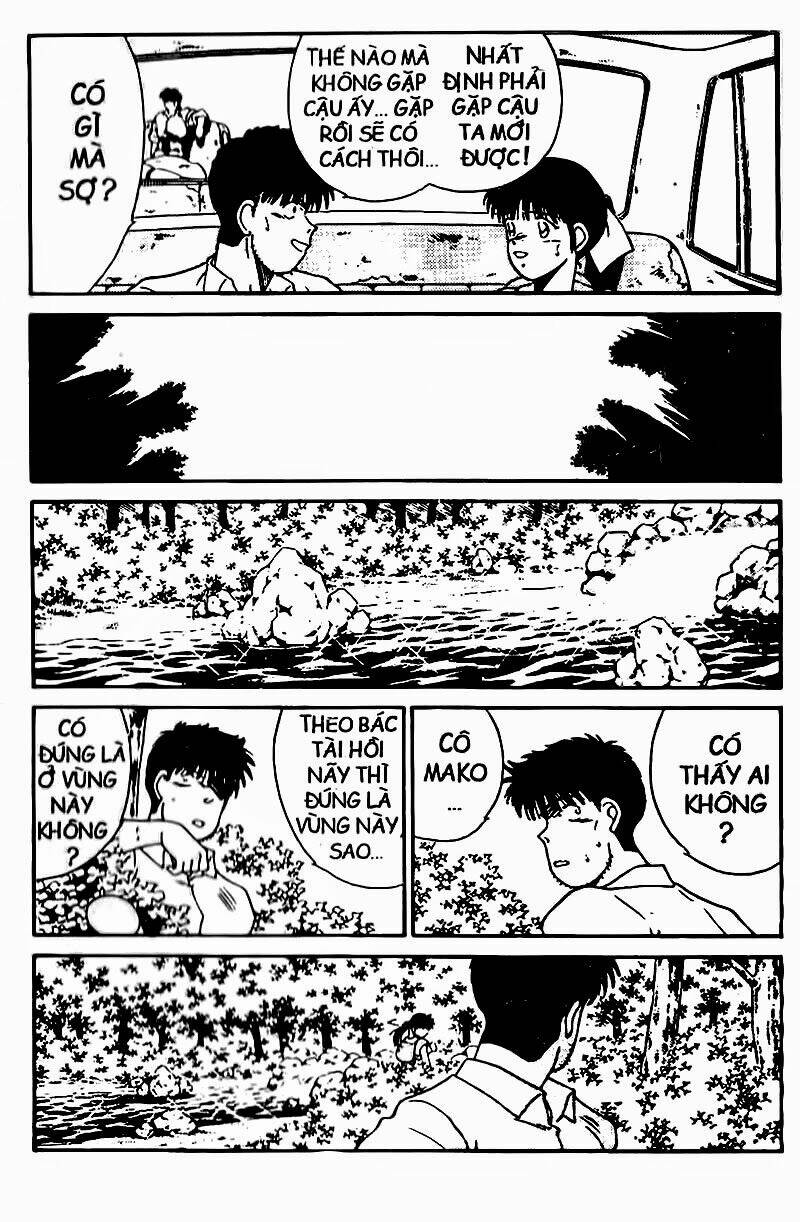 NHẤT
ĐỊNH PHẢI
GẶP CẬU
TA MỚI
ĐƯỢC!
THẾ NÀO MÀ
KHÔNG GẶP
CẬU ẤY... GẶP
RỒI SẼ CÓ
CÁCH THÔI...
CÓ
GÌ
MÀ
SỢ?
CÓ
THẤY AI
KHÔNG
?
CÔ
MAKO
...
THEO BÁC
TÀI HỒI
NÃY THÌ
ĐÚNG LÀ
VÙNG NÀY
SAO...
CÓ
ĐÚNG LÀ
Ở VÙNG
NÀY
KHÔNG
?